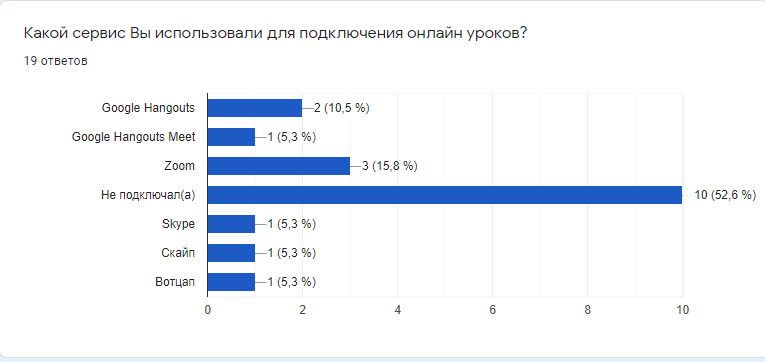 Какой сервис Вы использовали для подключения онлайн уроков?
19 ответов
Google Hangouts 2 (10,5 %)
Google Hangouts Meet 1 (5,3 %)
Zoom 3 (15,8 %)
Не подключал(а) 10 (52,6 %)
Skype 1 (5,3 %)
Скайп 1 (5,3 %)
Вотцап 1 (5,3 %)
0 2 4 6 8 10